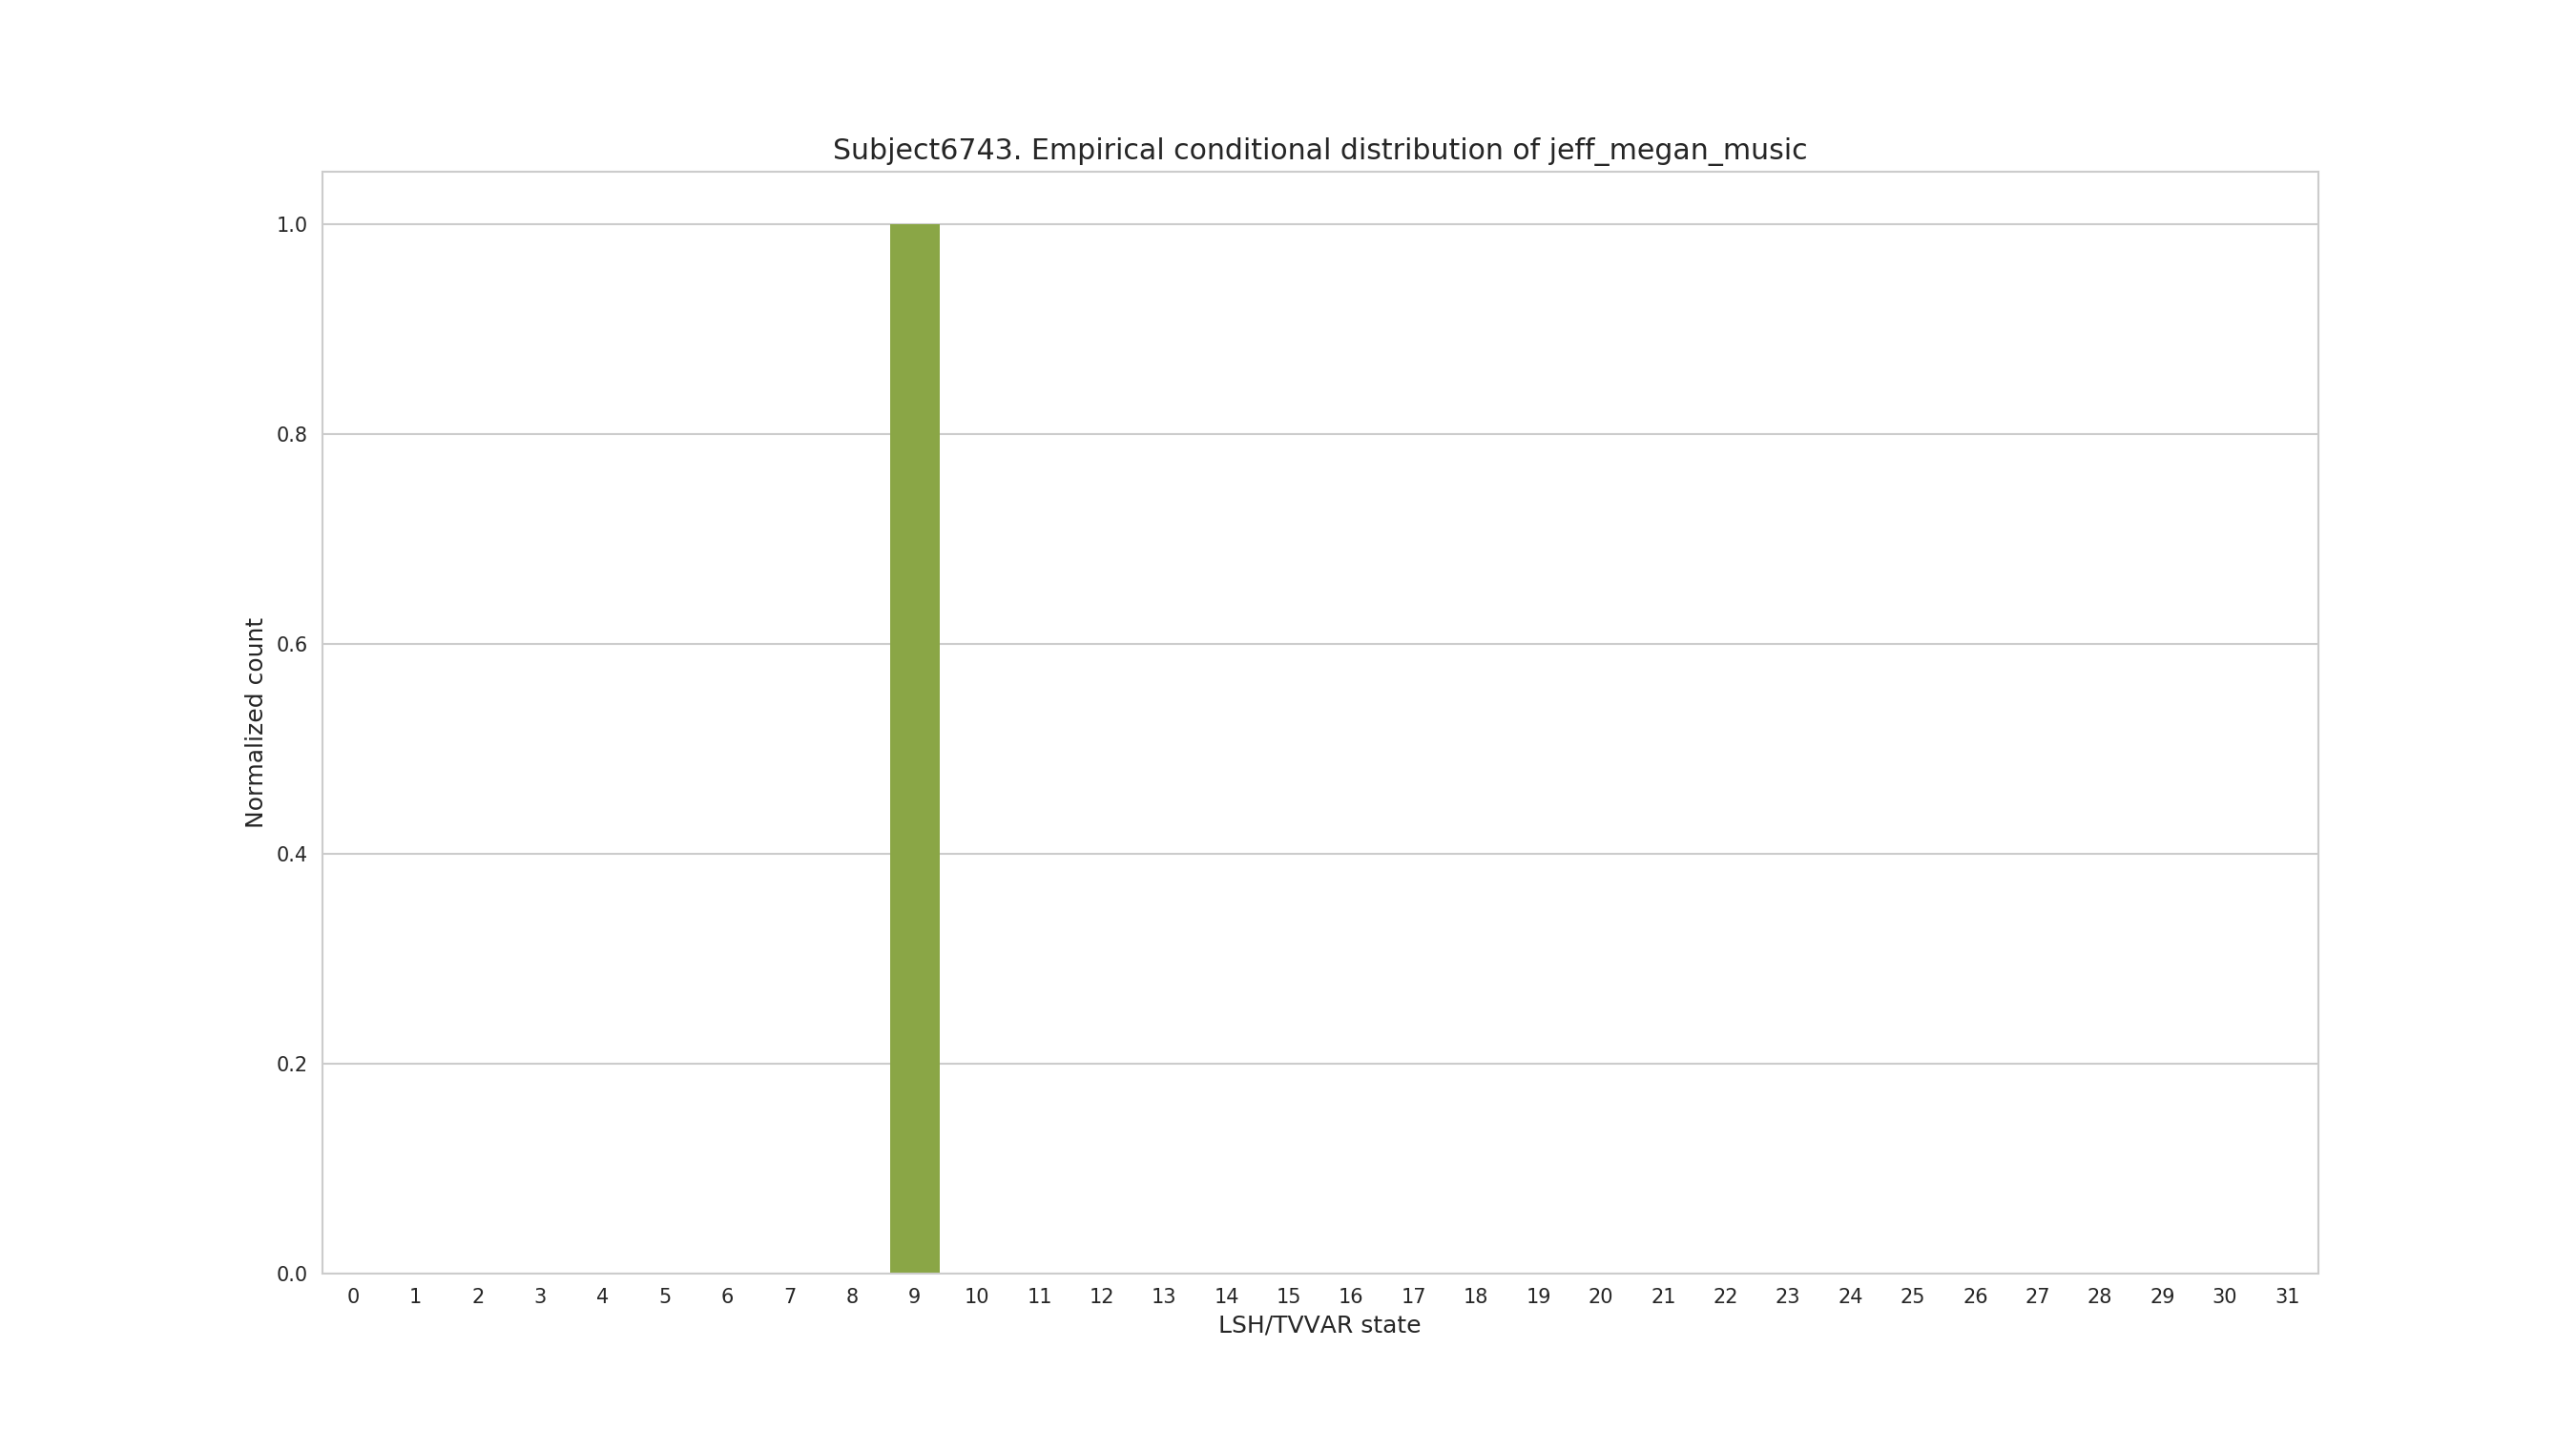 Subject6743. Empirical conditional distribution of jeff_megan_music
1.0
0.8
0.6
0.4
0.2
0.0
Normalized count
0 1 2 3 4 5 6 7 8 9 10 11 12 13 14 15 16 17 18 19 20 21 22 23 24 25 26 27 28 29 30 31
LSH/TVVAR state